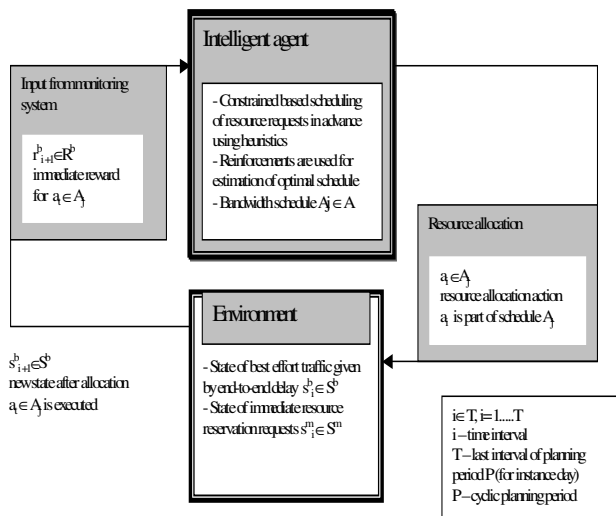 Intelligent agent
- Constrained based scheduling
of resource requests in advance
using heuristics
- Reinforcements are used for
estimation of optimal schedule
- Bandwidth schedule Aj ∈ A
Input from monitoring
system
r^b_{i+1}∈R^b
immediate reward
for a_i∈A_j
Resource allocation
a_i∈A_j
resource allocation action
a_i is part of schedule A_j
Environment
- State of best effort traffic given
by end-to-end delay s^b_i∈S^b
- State of immediate resource
reservation requests s^m_i∈S^m
s^b_{i+1}∈S^b
new state after allocation
a_i∈A_j is executed
i∈T, i=1.....T
i – time interval
T – last interval of planning
period P (for instance day)
P – cyclic planning period